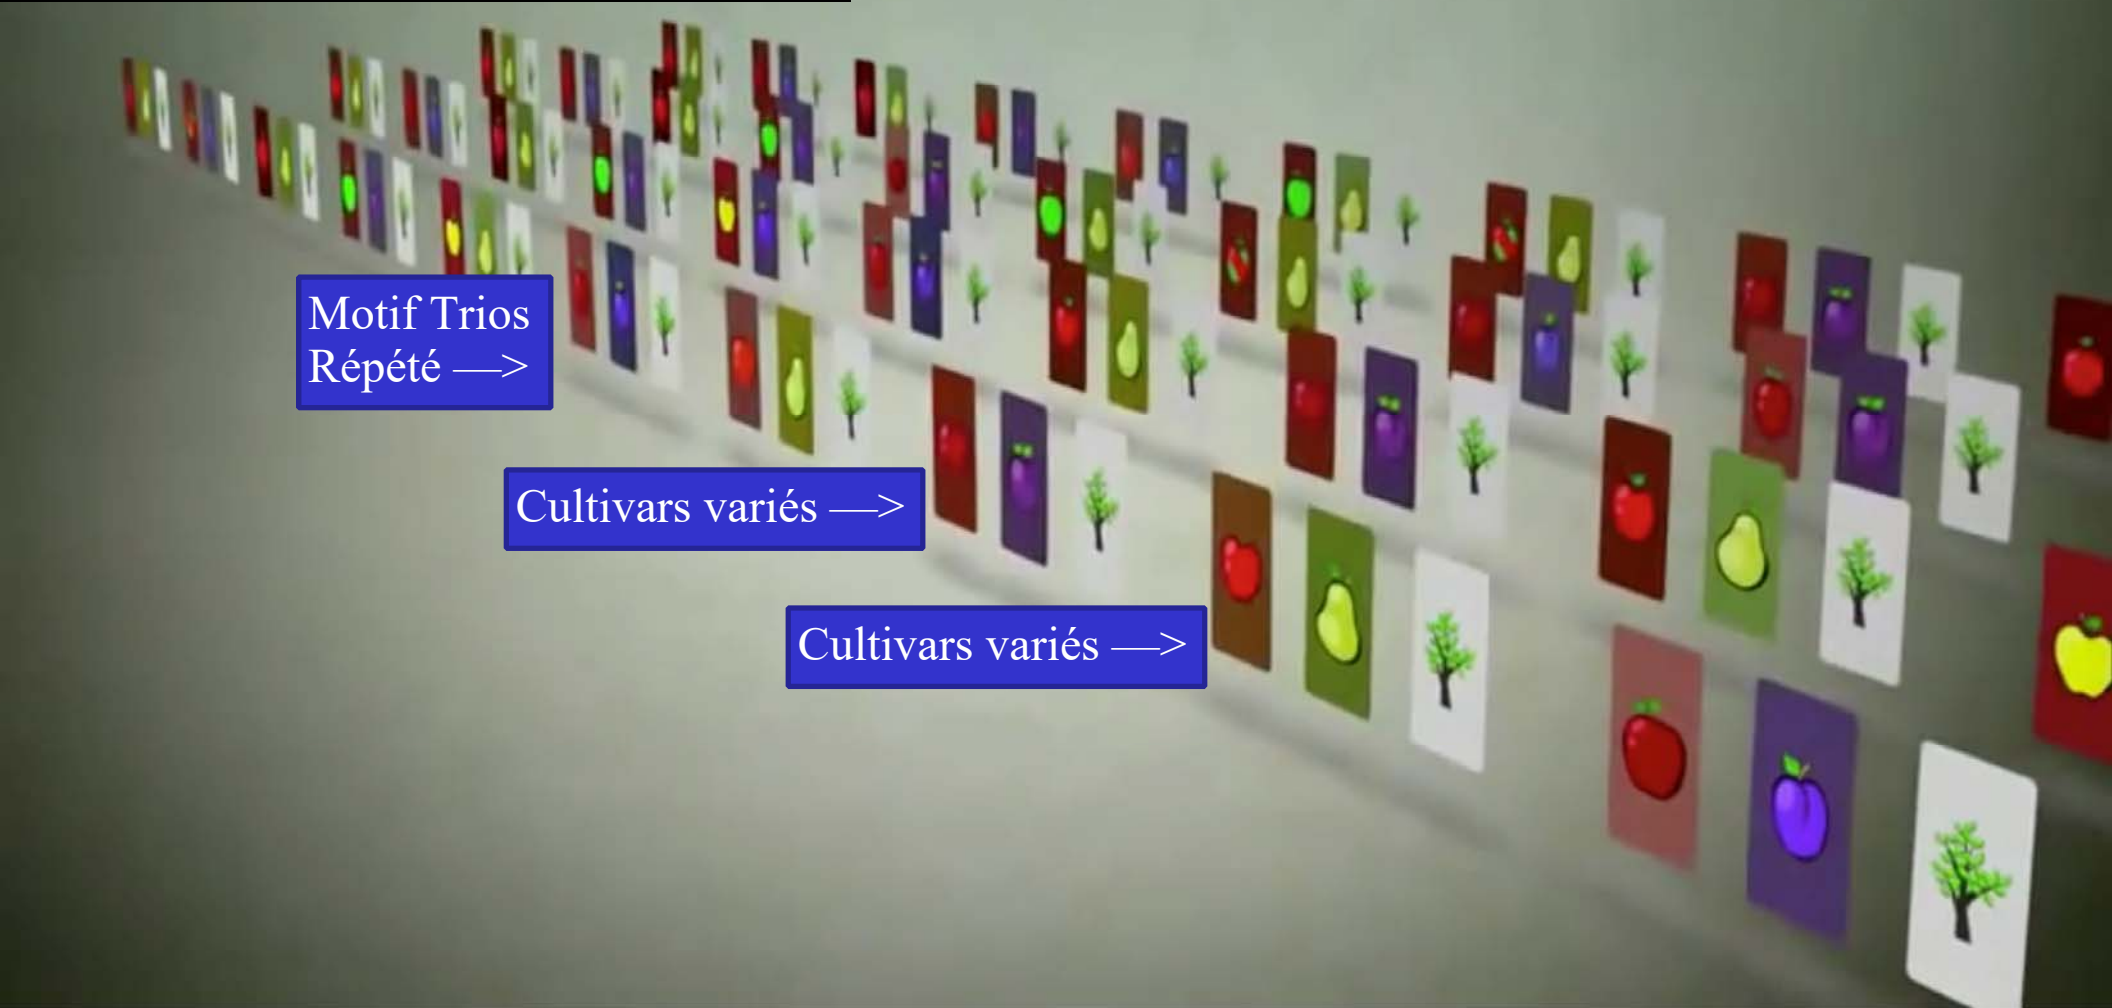 Motif Trios
Répété —>
Cultivars variés —>
Cultivars variés —>